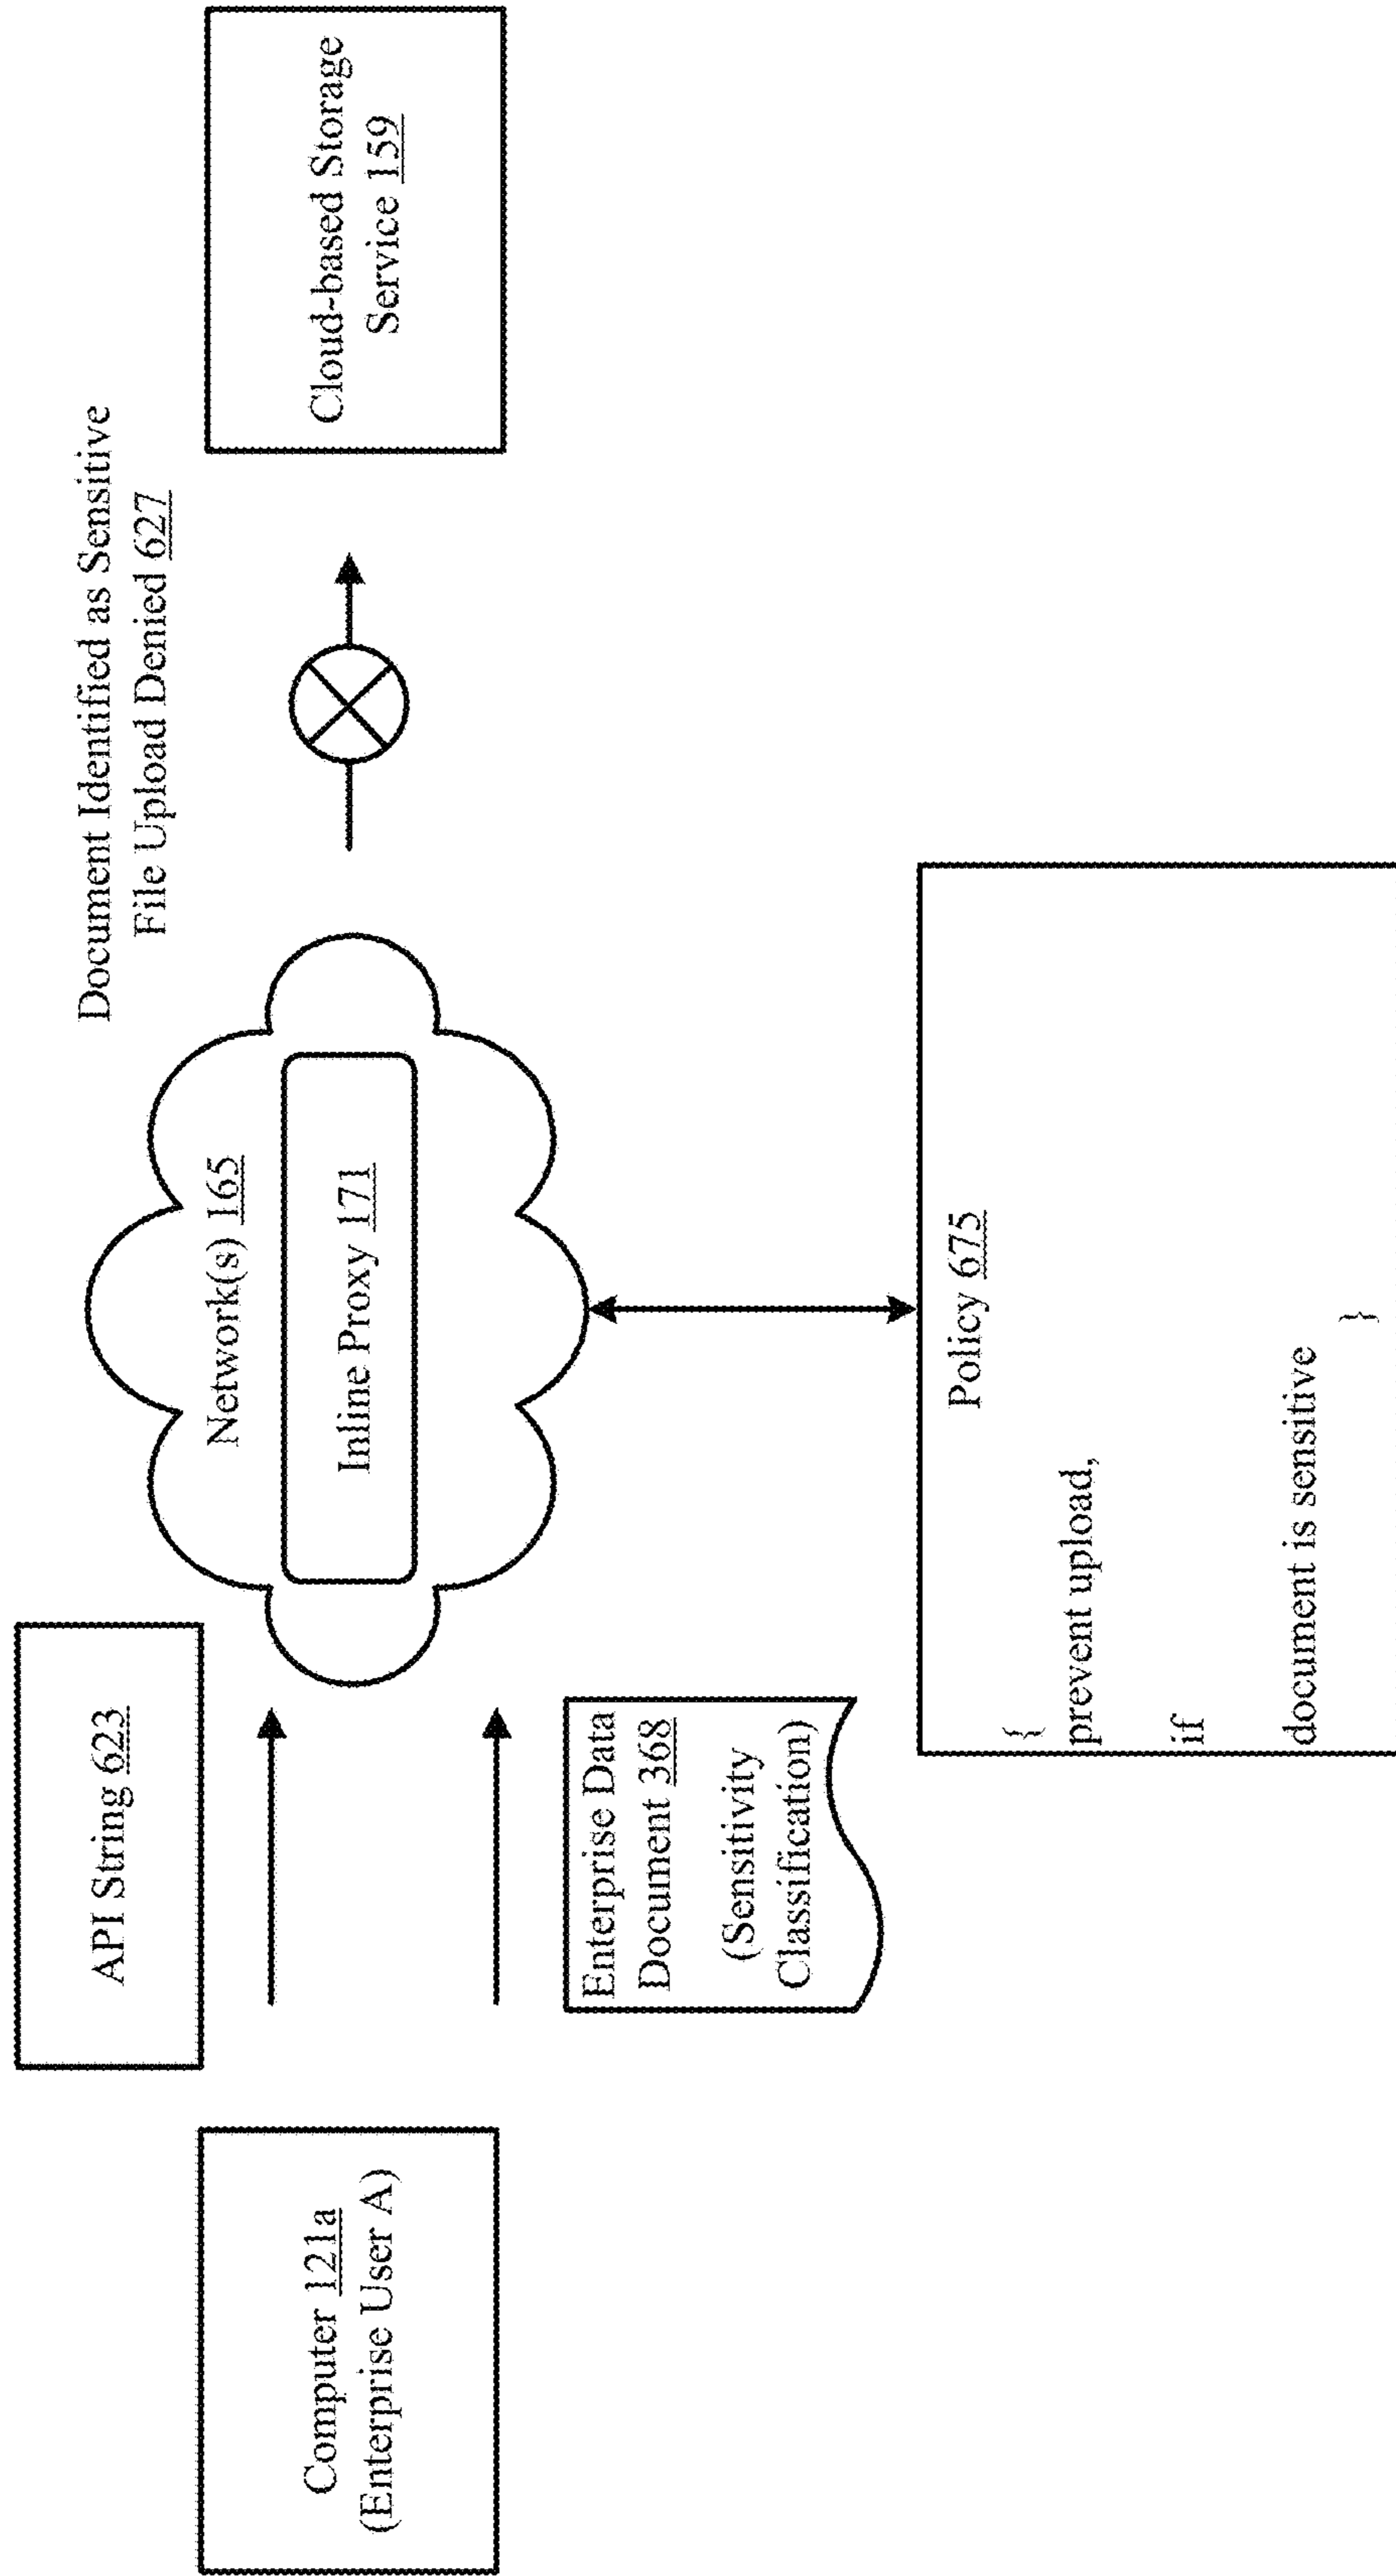 API String 623
Document Identified as Sensitive
File Upload Denied 627
Computer 121a
(Enterprise User A)
Network(s) 165
Inline Proxy 171
Cloud-based Storage
Service 159
Enterprise Data
Document 368
(Sensitivity
Classification)
Policy 675
{
prevent upload,
if
document is sensitive
}